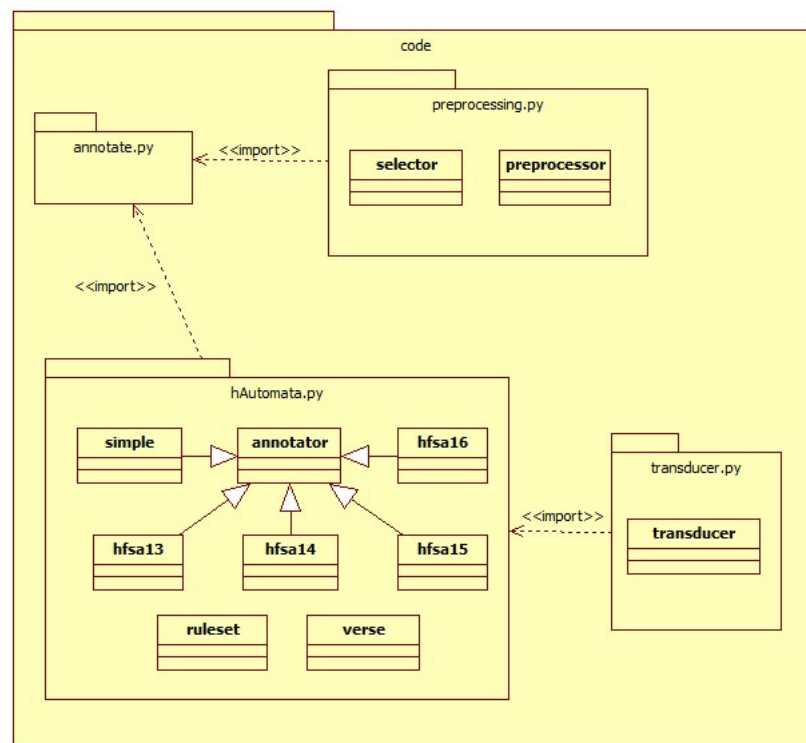 code
preprocessing.py
annotate.py
<<import>>
selector
preprocessor
<<import>>
hAutomata.py
simple
annotator
hfsa16
transducer.py
<<import>>
transducer
hfsa13
hfsa14
hfsa15
ruleset
verse